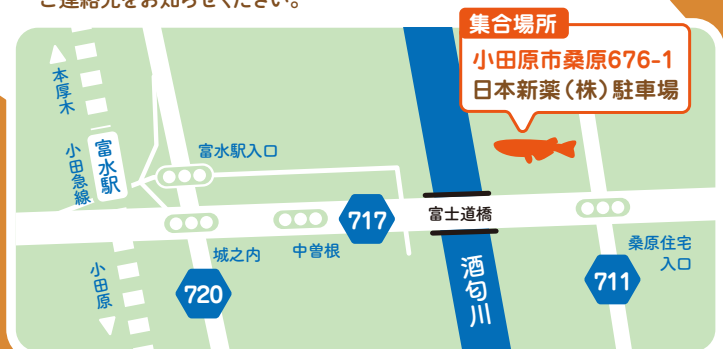 ご連絡先をお知らせください。
集合場所
小田原市桑原676-1
日本新薬（株）駐車場
本厚木
小田急線
富水駅
富水駅入口
717
富士道橋
城之内
中曽根
桑原住宅
入口
小田原
720
酒匂川
711